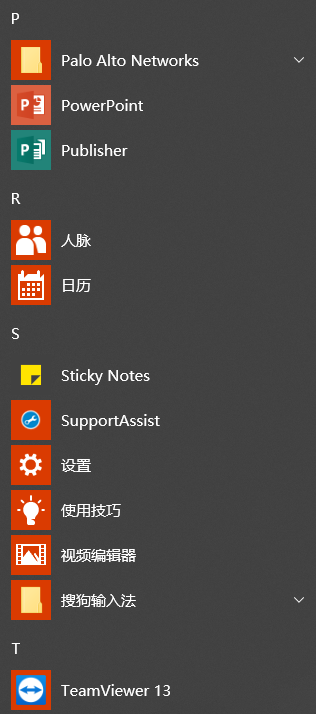 P
Palo Alto Networks
PowerPoint
Publisher
R
人脉
日历
S
Sticky Notes
SupportAssist
设置
使用技巧
视频编辑器
搜狗输入法
T
TeamViewer 13